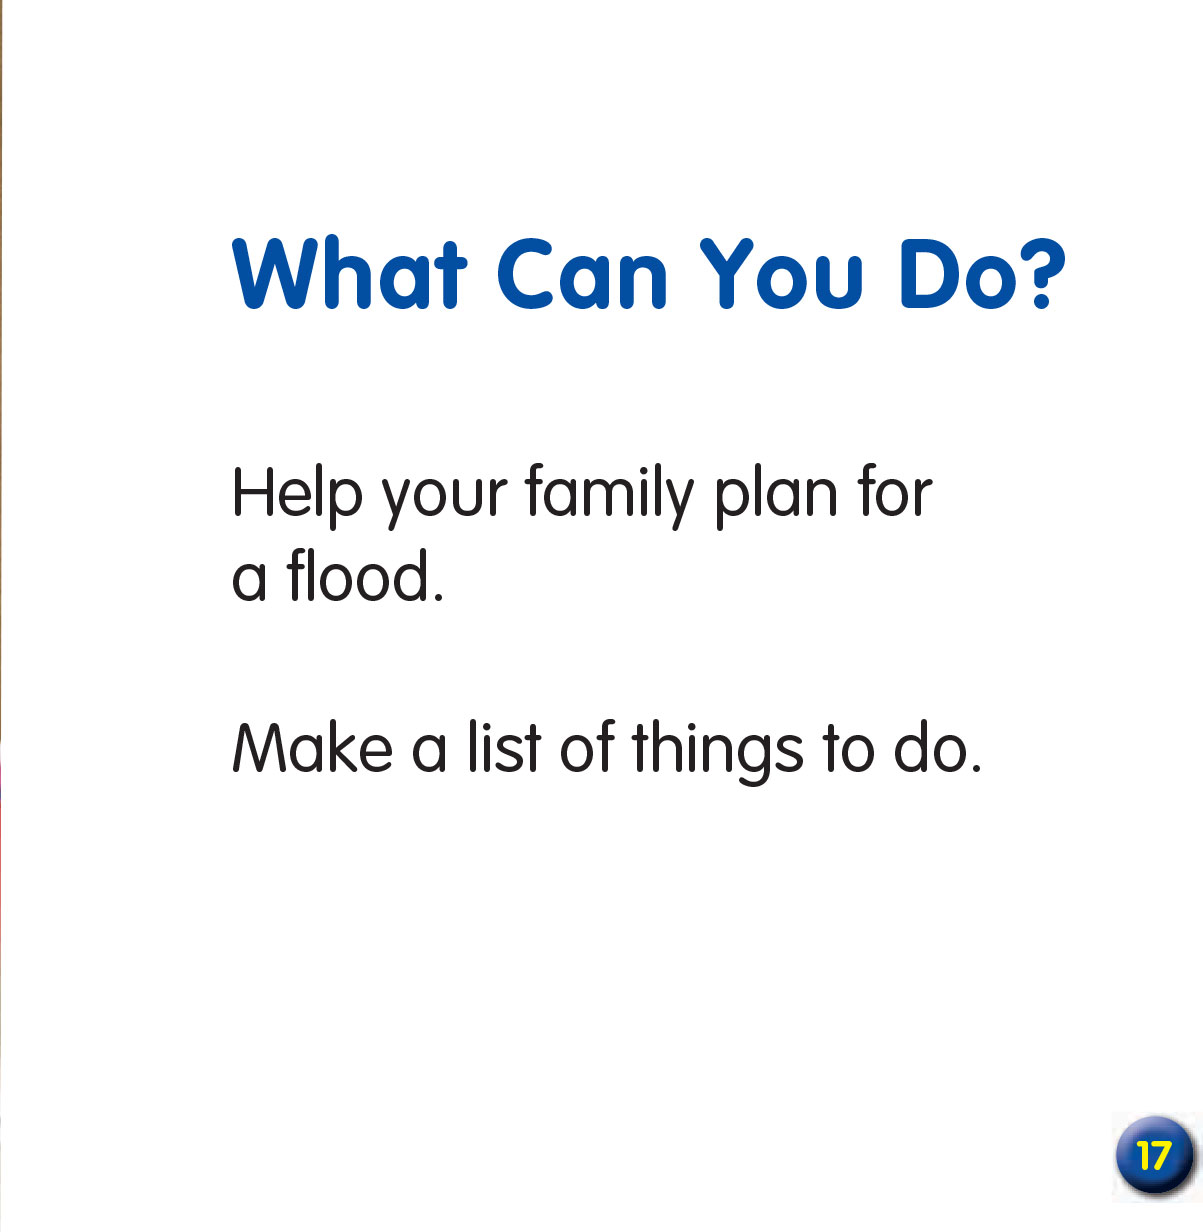 What Can You Do?
Help your family plan for
a flood.
Make a list of things to do.
17